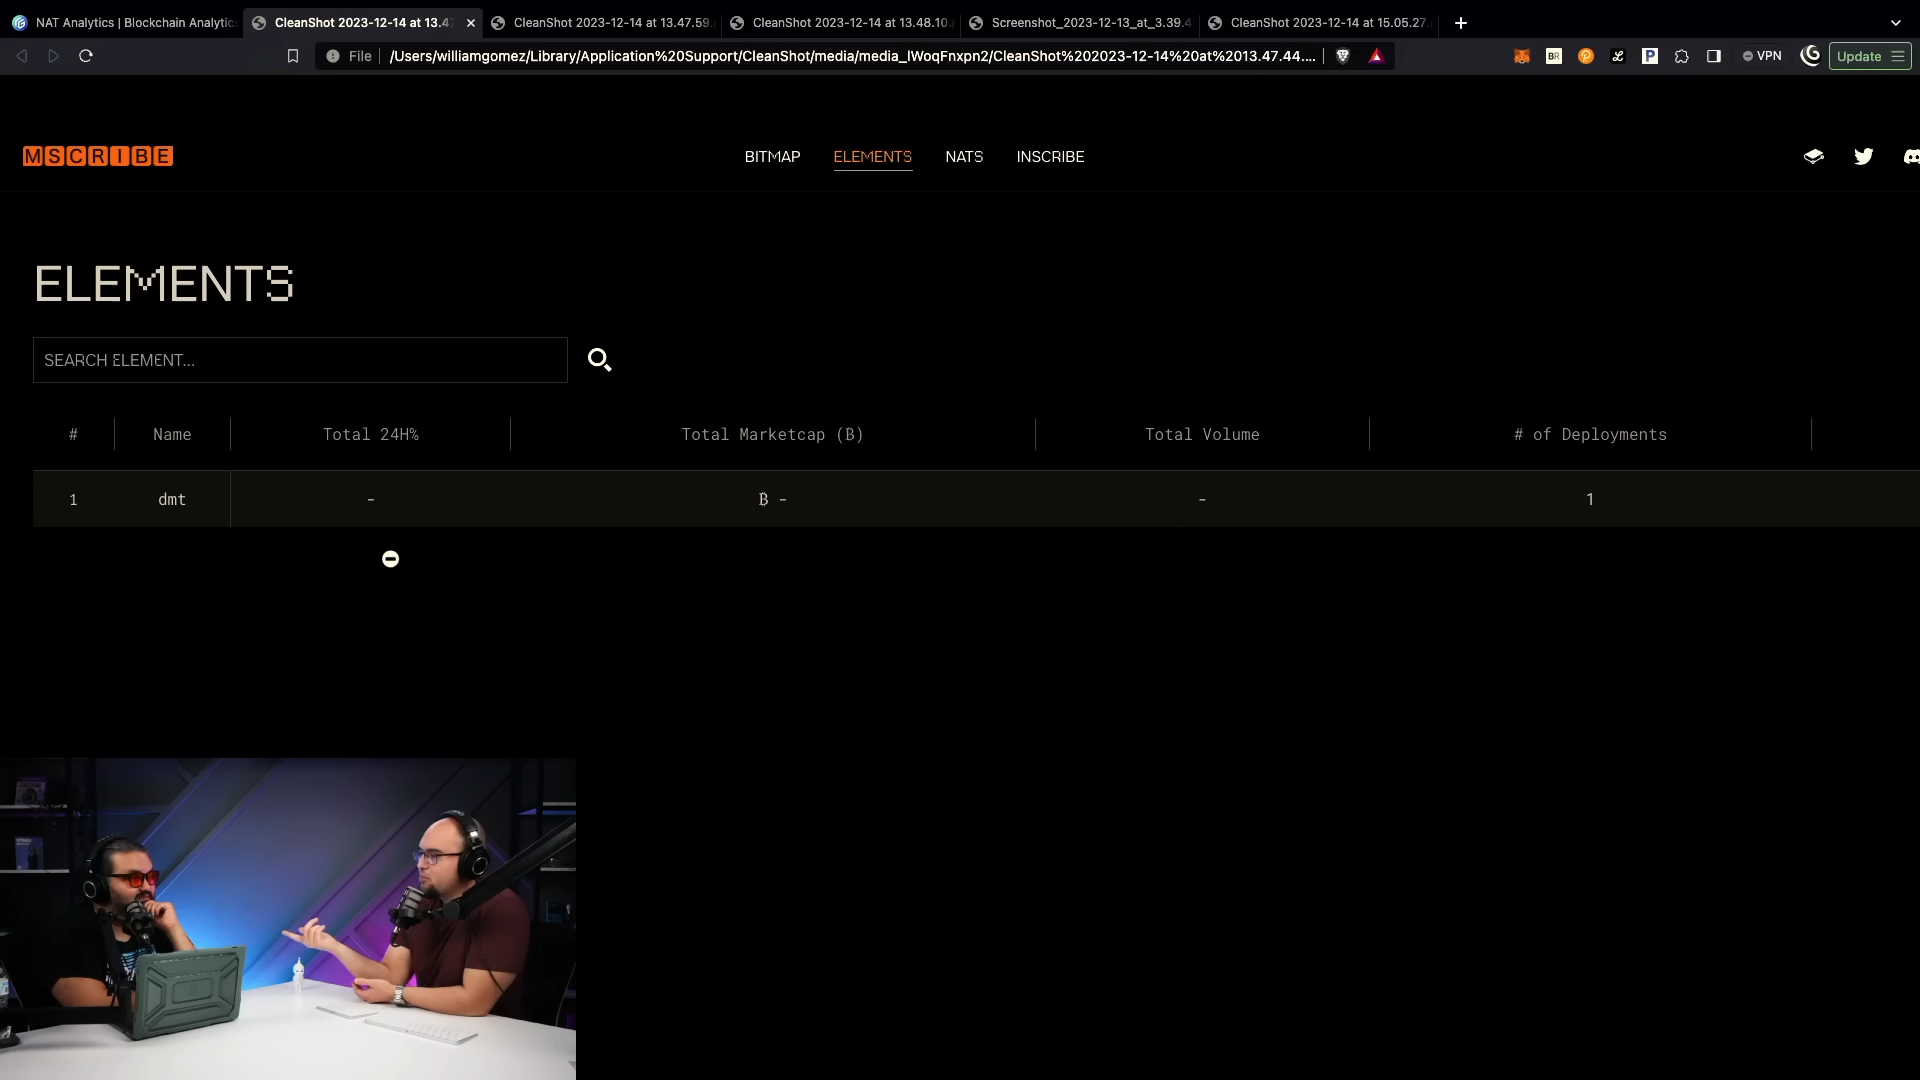 NAT Analytics | Blockchain Analytic
CleanShot 2023-12-14 at 13.47
CleanShot 2023-12-14 at 13.47.59.
CleanShot 2023-12-14 at 13.48.10.
Screenshot_2023-12-13_at_3.39.4
CleanShot 2023-12-14 at 15.05.27.
File
/Users/williamgomez/Library/Application%20Support/CleanShot/media/media_lWoqFnxpn2/CleanShot%202023-12-14%20at%2013.47.44....
BR
P
VPN
Update
MSCRIBE
BITMAP
ELEMENTS
NATS
INSCRIBE
ELEMENTS
SEARCH ELEMENT...
#
Name
Total 24H%
Total Marketcap (₿)
Total Volume
# of Deployments
1
dmt
-
₿ -
-
1